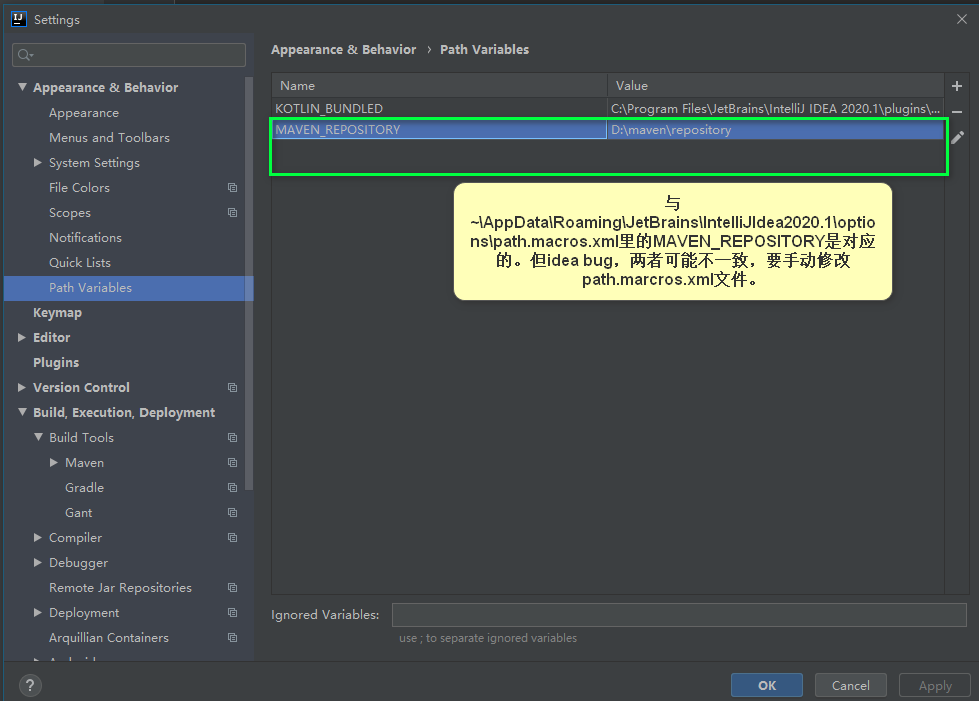 Settings
Appearance & Behavior
Appearance
Menus and Toolbars
System Settings
File Colors
Scopes
Notifications
Quick Lists
Path Variables
Keymap
Editor
Plugins
Version Control
Build, Execution, Deployment
Build Tools
Maven
Gradle
Gant
Compiler
Debugger
Remote Jar Repositories
Deployment
Arquillian Containers
Appearance & Behavior › Path Variables
Name Value
KOTLIN_BUNDLED C:\Program Files\JetBrains\IntelliJ IDEA 2020.1\plugins\...
MAVEN_REPOSITORY D:\maven\repository
与
~\AppData\Roaming\JetBrains\IntelliJIdea2020.1\optio
ns\path.macros.xml里的MAVEN_REPOSITORY是对应
的。但idea bug，两者可能不一致，要手动修改
path.marcros.xml文件。
Ignored Variables:
use ; to separate ignored variables
?
OK Cancel Apply